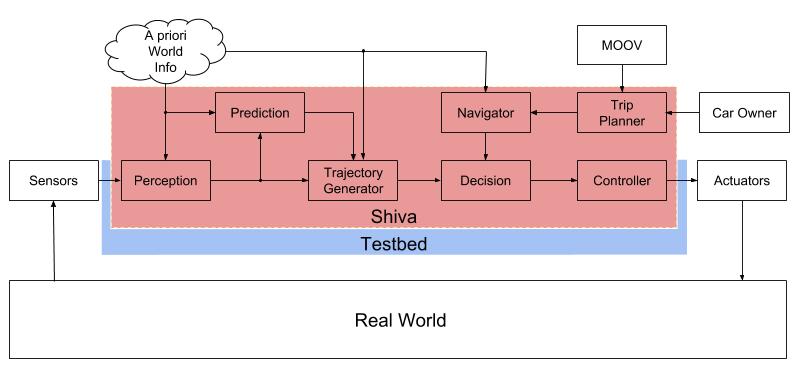 A priori
World
Info
MOOV
Prediction
Navigator
Trip
Planner
Car Owner
Sensors
Perception
Trajectory
Generator
Decision
Controller
Actuators
Shiva
Testbed
Real World